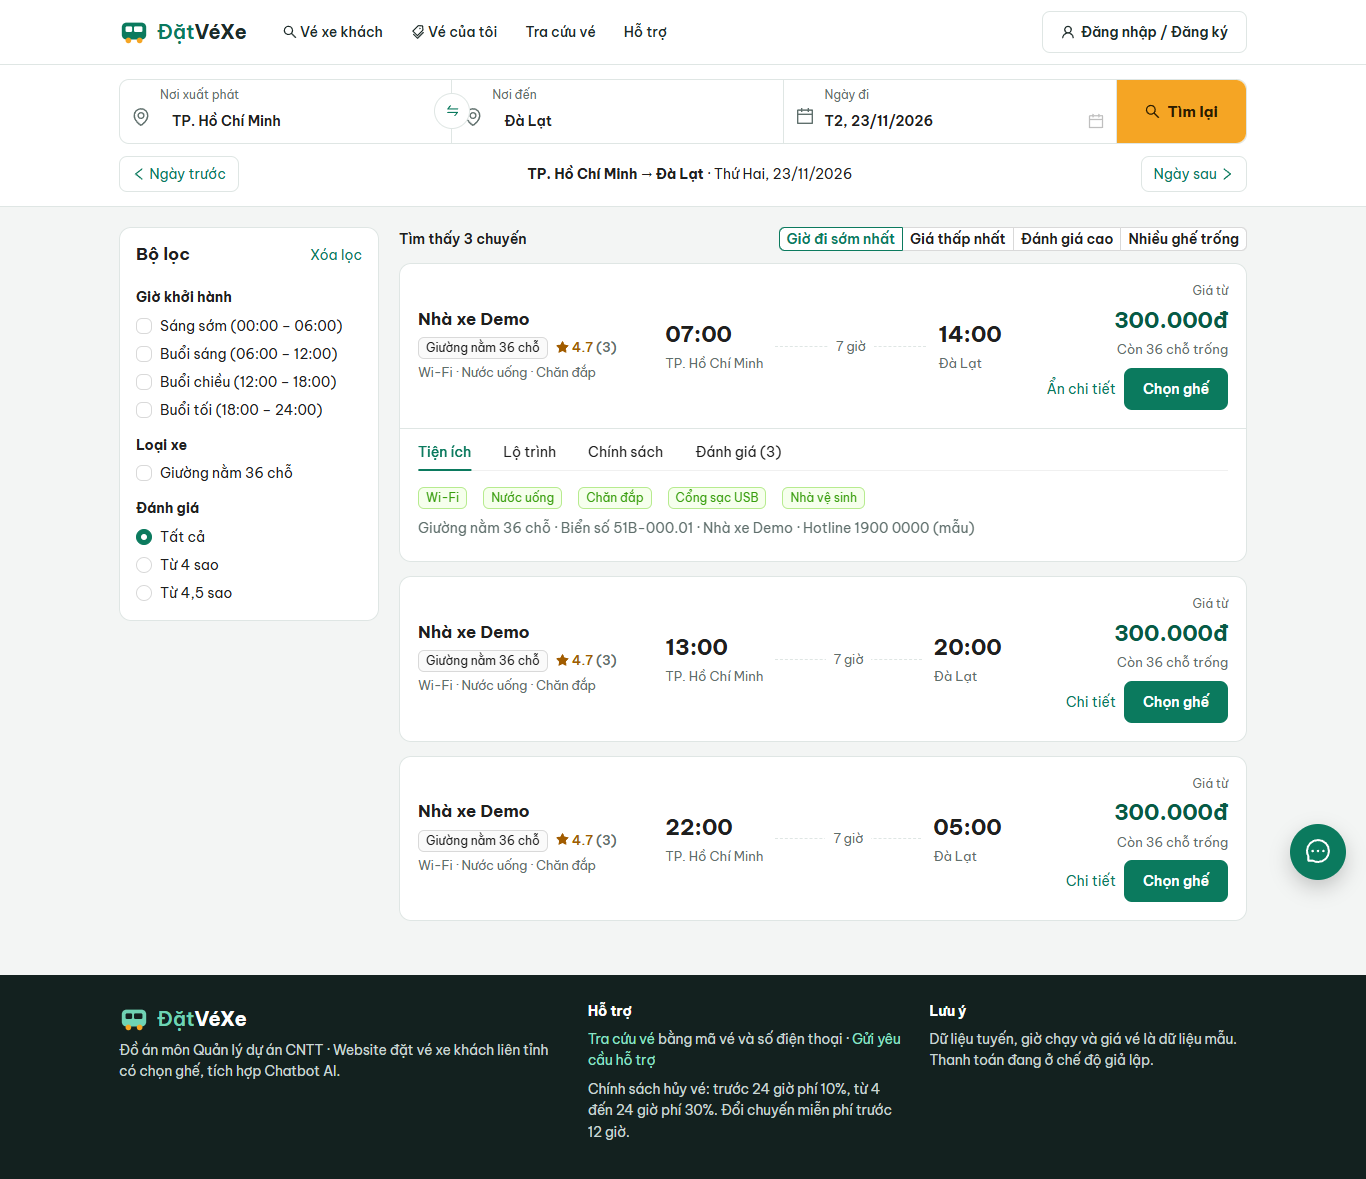 ĐặtVéXe
Vé xe khách
Vé của tôi
Tra cứu vé
Hỗ trợ
Đăng nhập / Đăng ký
Nơi xuất phát
TP. Hồ Chí Minh
Nơi đến
Đà Lạt
Ngày đi
T2, 23/11/2026
Tìm lại
Ngày trước
TP. Hồ Chí Minh → Đà Lạt · Thứ Hai, 23/11/2026
Ngày sau
Bộ lọc
Xóa lọc
Giờ khởi hành
Sáng sớm (00:00 – 06:00)
Buổi sáng (06:00 – 12:00)
Buổi chiều (12:00 – 18:00)
Buổi tối (18:00 – 24:00)
Loại xe
Giường nằm 36 chỗ
Đánh giá
Tất cả
Từ 4 sao
Từ 4,5 sao
Tìm thấy 3 chuyến
Giờ đi sớm nhất
Giá thấp nhất
Đánh giá cao
Nhiều ghế trống
Nhà xe Demo
Giường nằm 36 chỗ
4.7 (3)
Wi-Fi · Nước uống · Chăn đắp
07:00
TP. Hồ Chí Minh
7 giờ
14:00
Đà Lạt
Giá từ
300.000đ
Còn 36 chỗ trống
Ẩn chi tiết
Chọn ghế
Tiện ích
Lộ trình
Chính sách
Đánh giá (3)
Wi-Fi
Nước uống
Chăn đắp
Cổng sạc USB
Nhà vệ sinh
Giường nằm 36 chỗ · Biển số 51B-000.01 · Nhà xe Demo · Hotline 1900 0000 (mẫu)
Nhà xe Demo
Giường nằm 36 chỗ
4.7 (3)
Wi-Fi · Nước uống · Chăn đắp
13:00
TP. Hồ Chí Minh
7 giờ
20:00
Đà Lạt
Giá từ
300.000đ
Còn 36 chỗ trống
Chi tiết
Chọn ghế
Nhà xe Demo
Giường nằm 36 chỗ
4.7 (3)
Wi-Fi · Nước uống · Chăn đắp
22:00
TP. Hồ Chí Minh
7 giờ
05:00
Đà Lạt
Giá từ
300.000đ
Còn 36 chỗ trống
Chi tiết
Chọn ghế
ĐặtVéXe
Đồ án môn Quản lý dự án CNTT · Website đặt vé xe khách liên tỉnh
có chọn ghế, tích hợp Chatbot AI.
Hỗ trợ
Tra cứu vé bằng mã vé và số điện thoại · Gửi yêu
cầu hỗ trợ
Chính sách hủy vé: trước 24 giờ phí 10%, từ 4
đến 24 giờ phí 30%. Đổi chuyến miễn phí trước
12 giờ.
Lưu ý
Dữ liệu tuyến, giờ chạy và giá vé là dữ liệu mẫu.
Thanh toán đang ở chế độ giả lập.